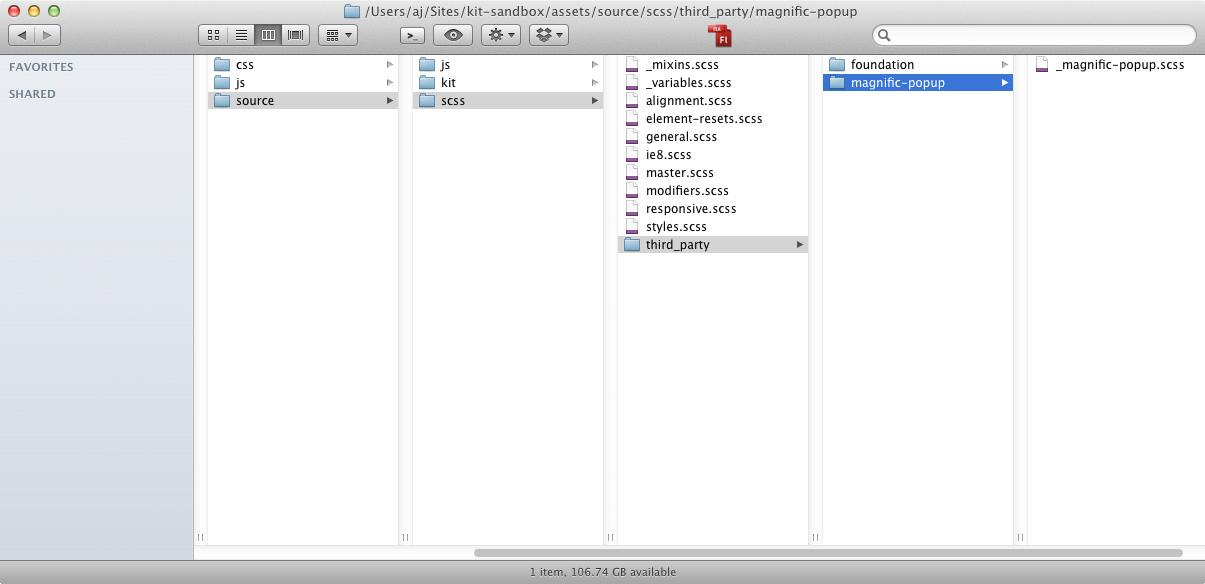 /Users/aj/Sites/kit-sandbox/assets/source/scss/third_party/magnific-popup
FAVORITES
SHARED
css
js
source
js
kit
scss
_mixins.scss
_variables.scss
alignment.scss
element-resets.scss
general.scss
ie8.scss
master.scss
modifiers.scss
responsive.scss
styles.scss
third_party
foundation
magnific-popup
_magnific-popup.scss
1 item, 106.74 GB available